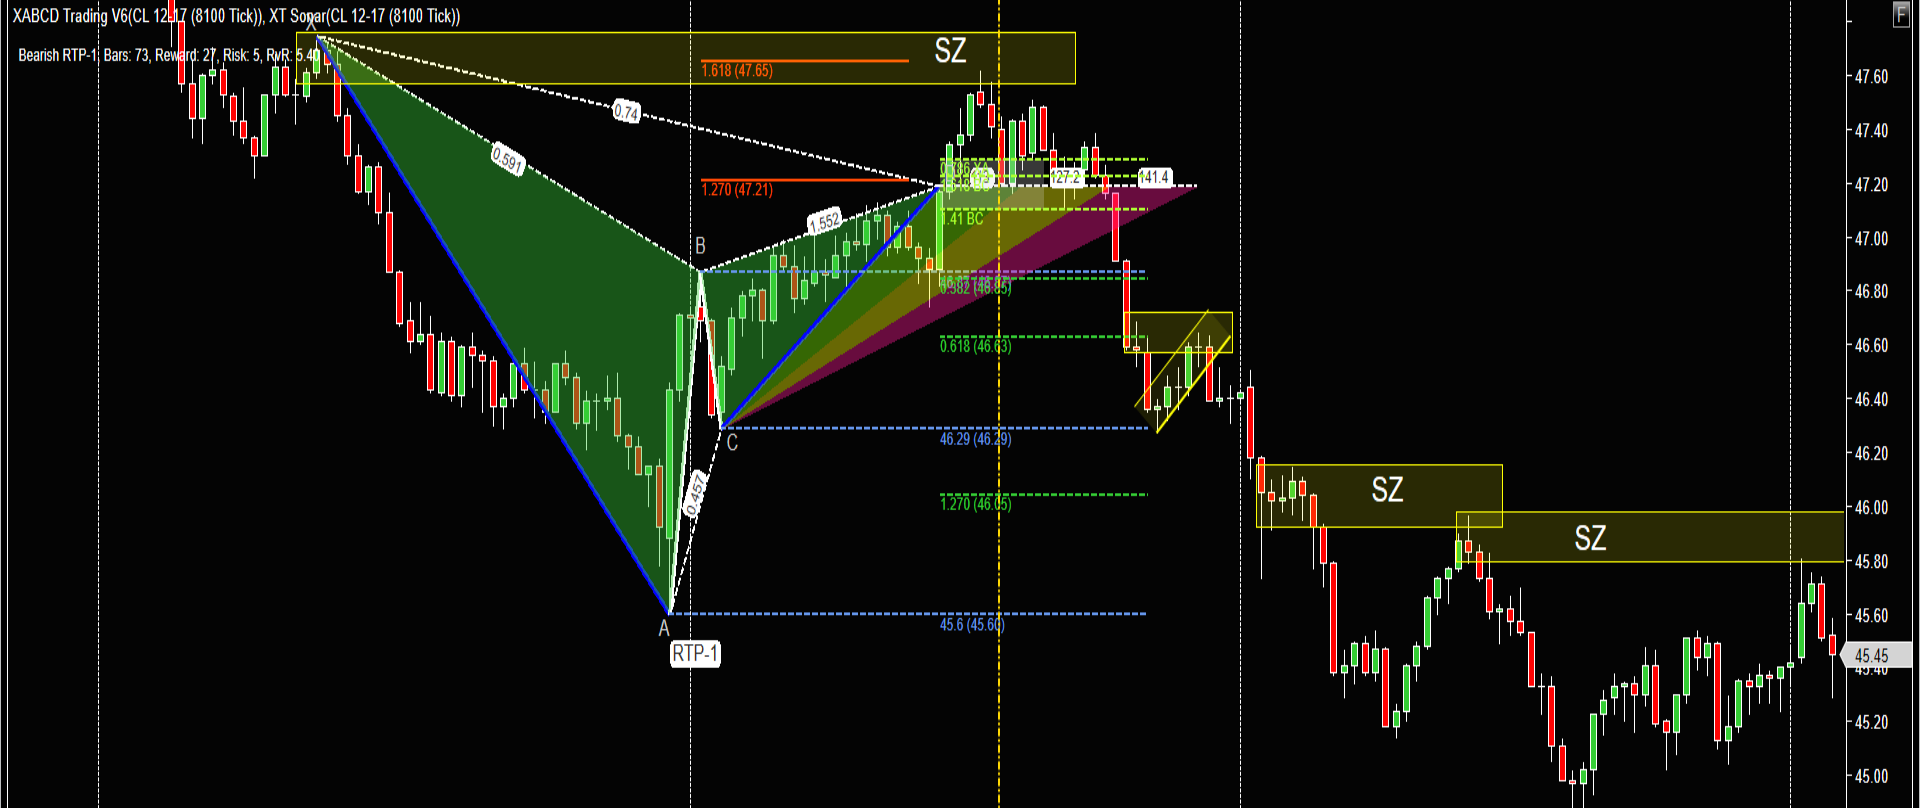 XABCD Trading V6(CL 12-17 (8100 Tick)), XT Sonar(CL 12-17 (8100 Tick))
F
X
Bearish RTP-1, Bars: 73, Reward: 27, Risk: 5, RvR: 5.40
SZ
1.618 (47.65)
47.60
0.74
47.40
0.591
0.786 XA
127.2
141.4
1.270 (47.21)
47.20
1.552
1.41 BC
B
47.00
0.382 (46.85)
46.80
0.618 (46.63)
46.60
46.40
C
46.29 (46.29)
46.20
0.457
SZ
1.270 (46.05)
46.00
SZ
45.80
A
45.6 (45.60)
45.60
RTP-1
45.45
45.40
45.20
45.00